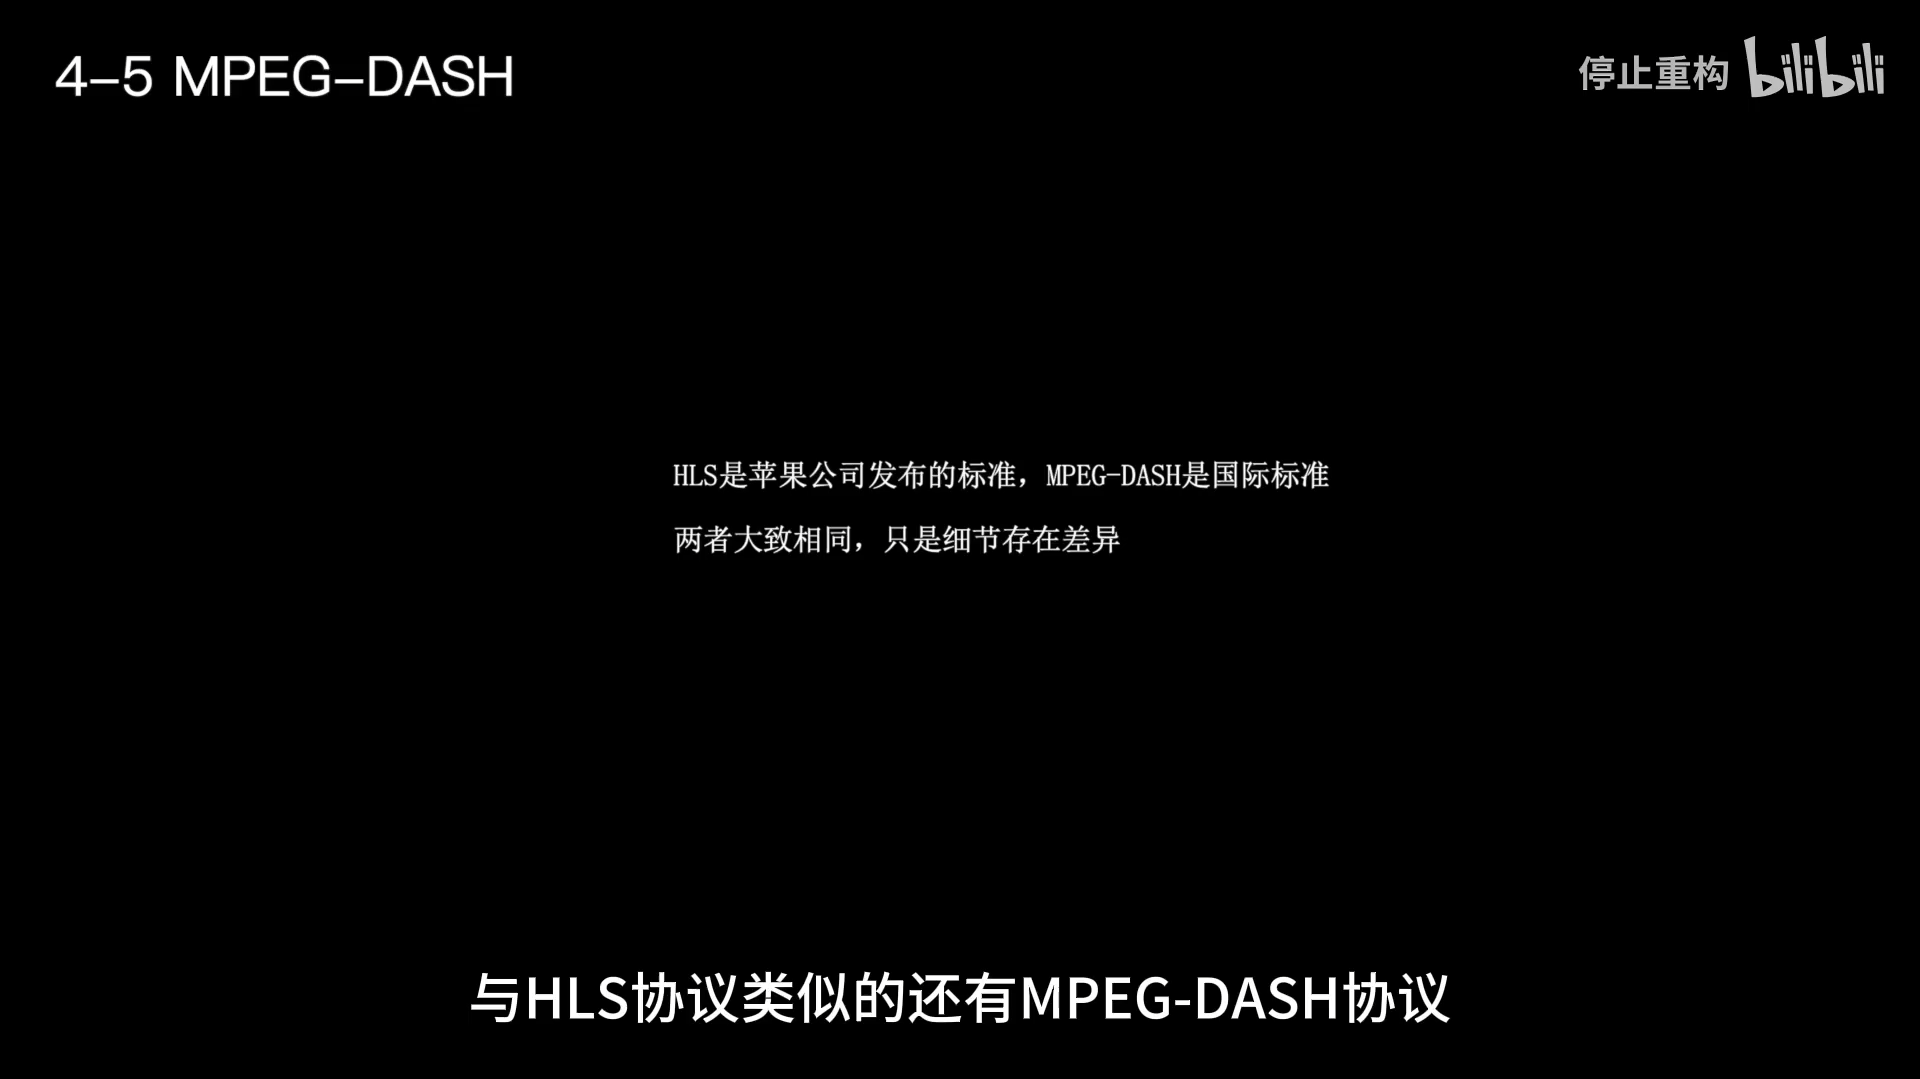 4-5 MPEG-DASH
停止重构 bilibili
HLS是苹果公司发布的标准，MPEG-DASH是国际标准
两者大致相同，只是细节存在差异
与HLS协议类似的还有MPEG-DASH协议